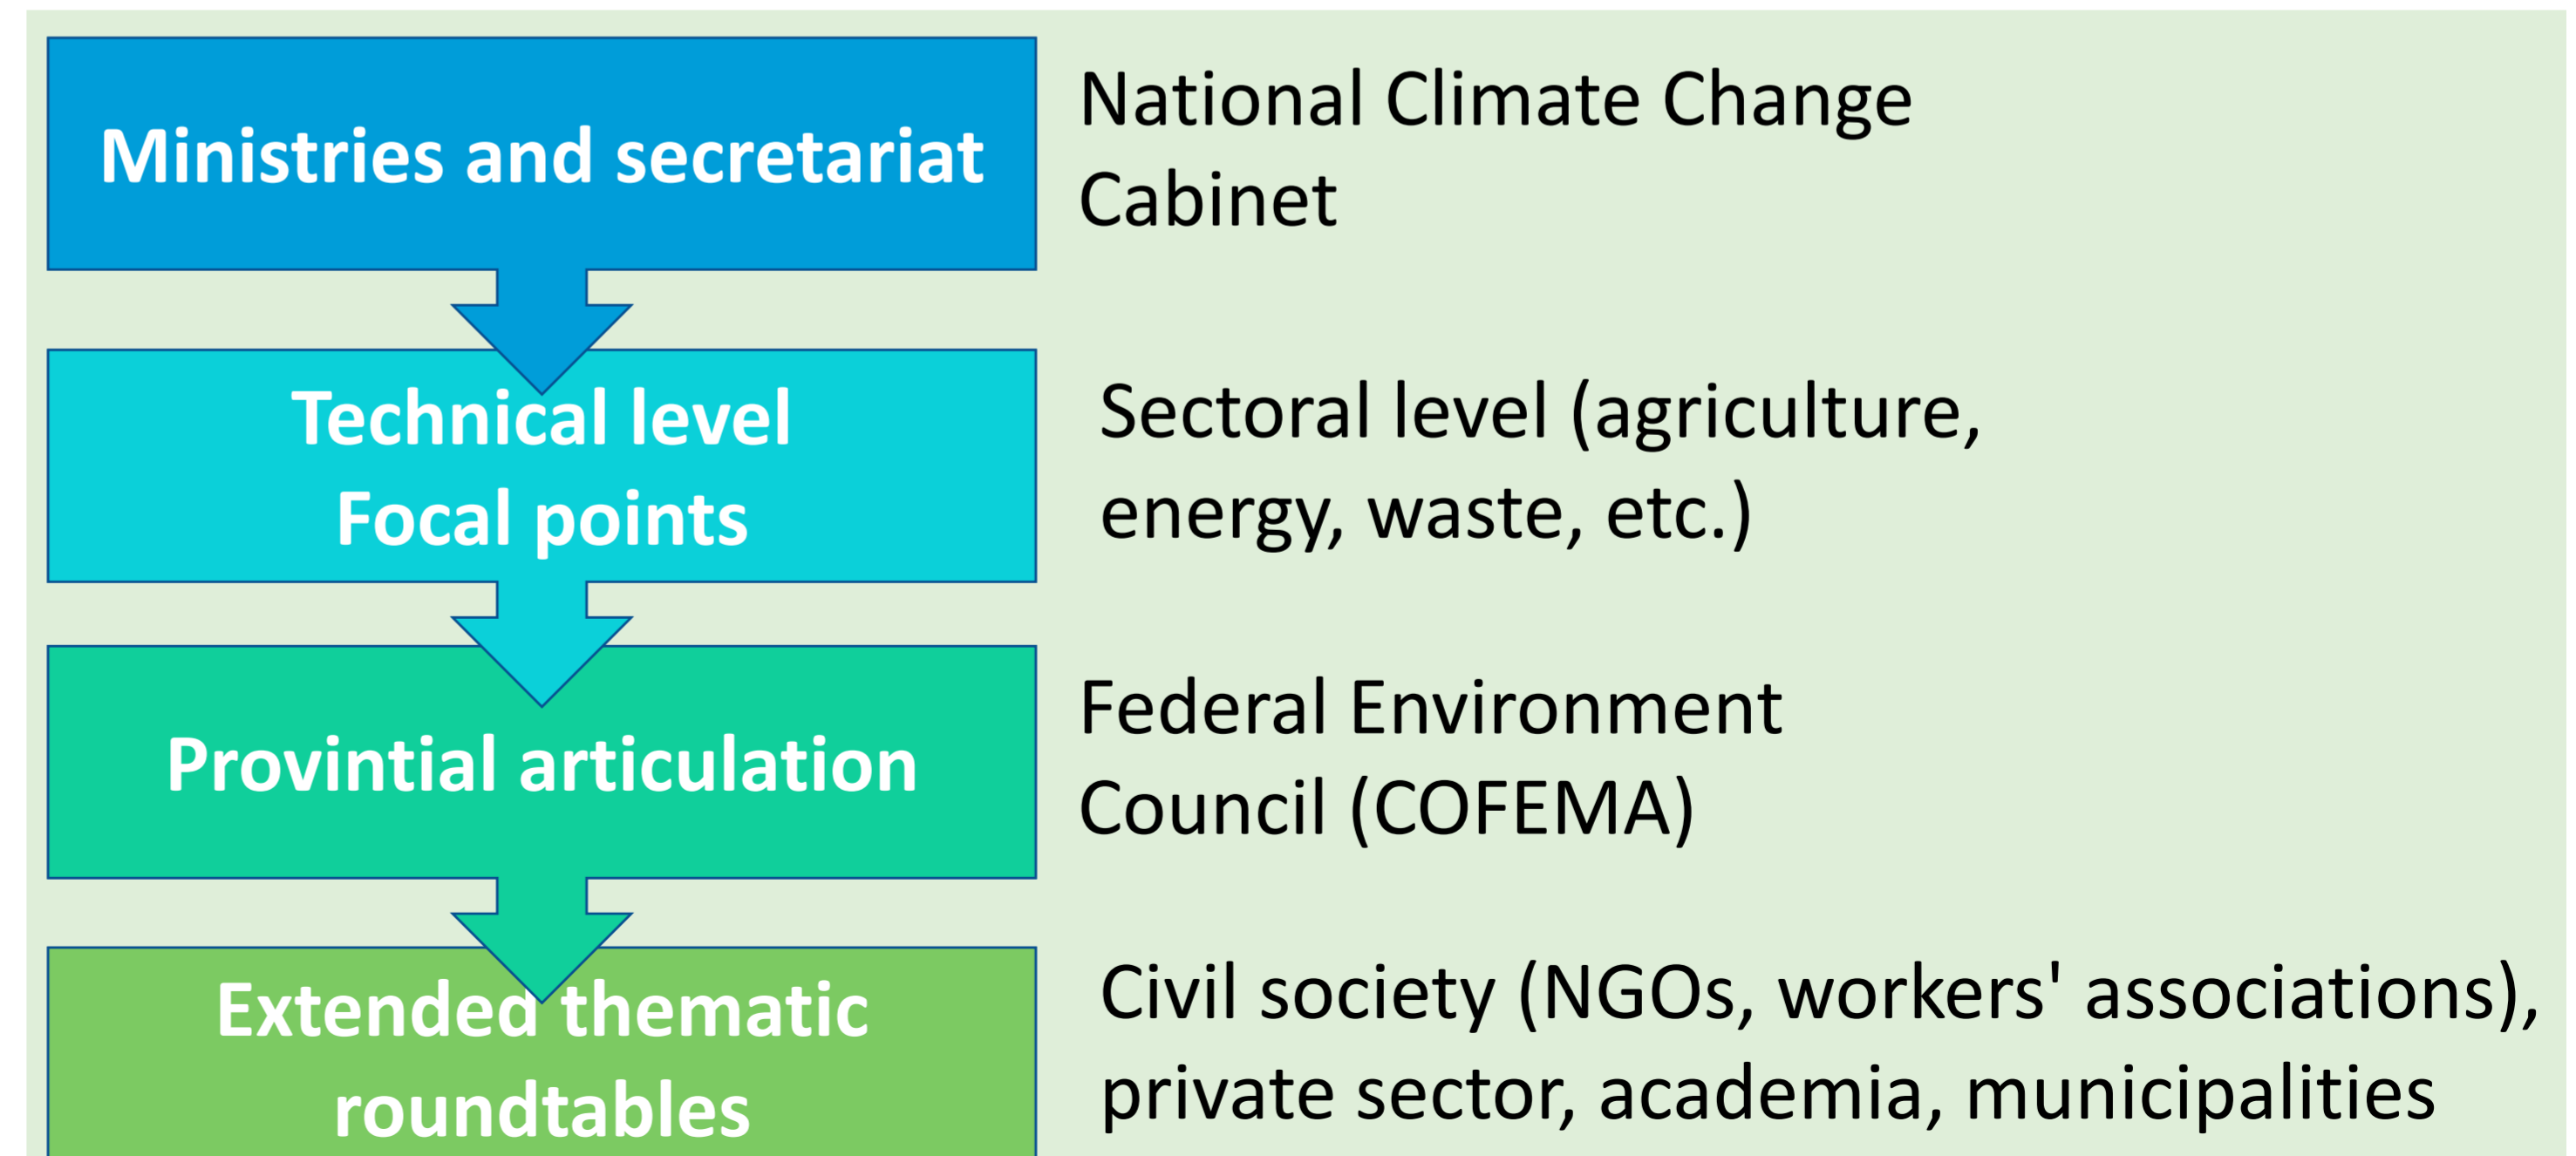 Ministries and secretariat
National Climate Change
Cabinet
Technical level
Focal points
Sectoral level (agriculture,
energy, waste, etc.)
Provintial articulation
Federal Environment
Council (COFEMA)
Extended thematic
roundtables
Civil society (NGOs, workers' associations),
private sector, academia, municipalities